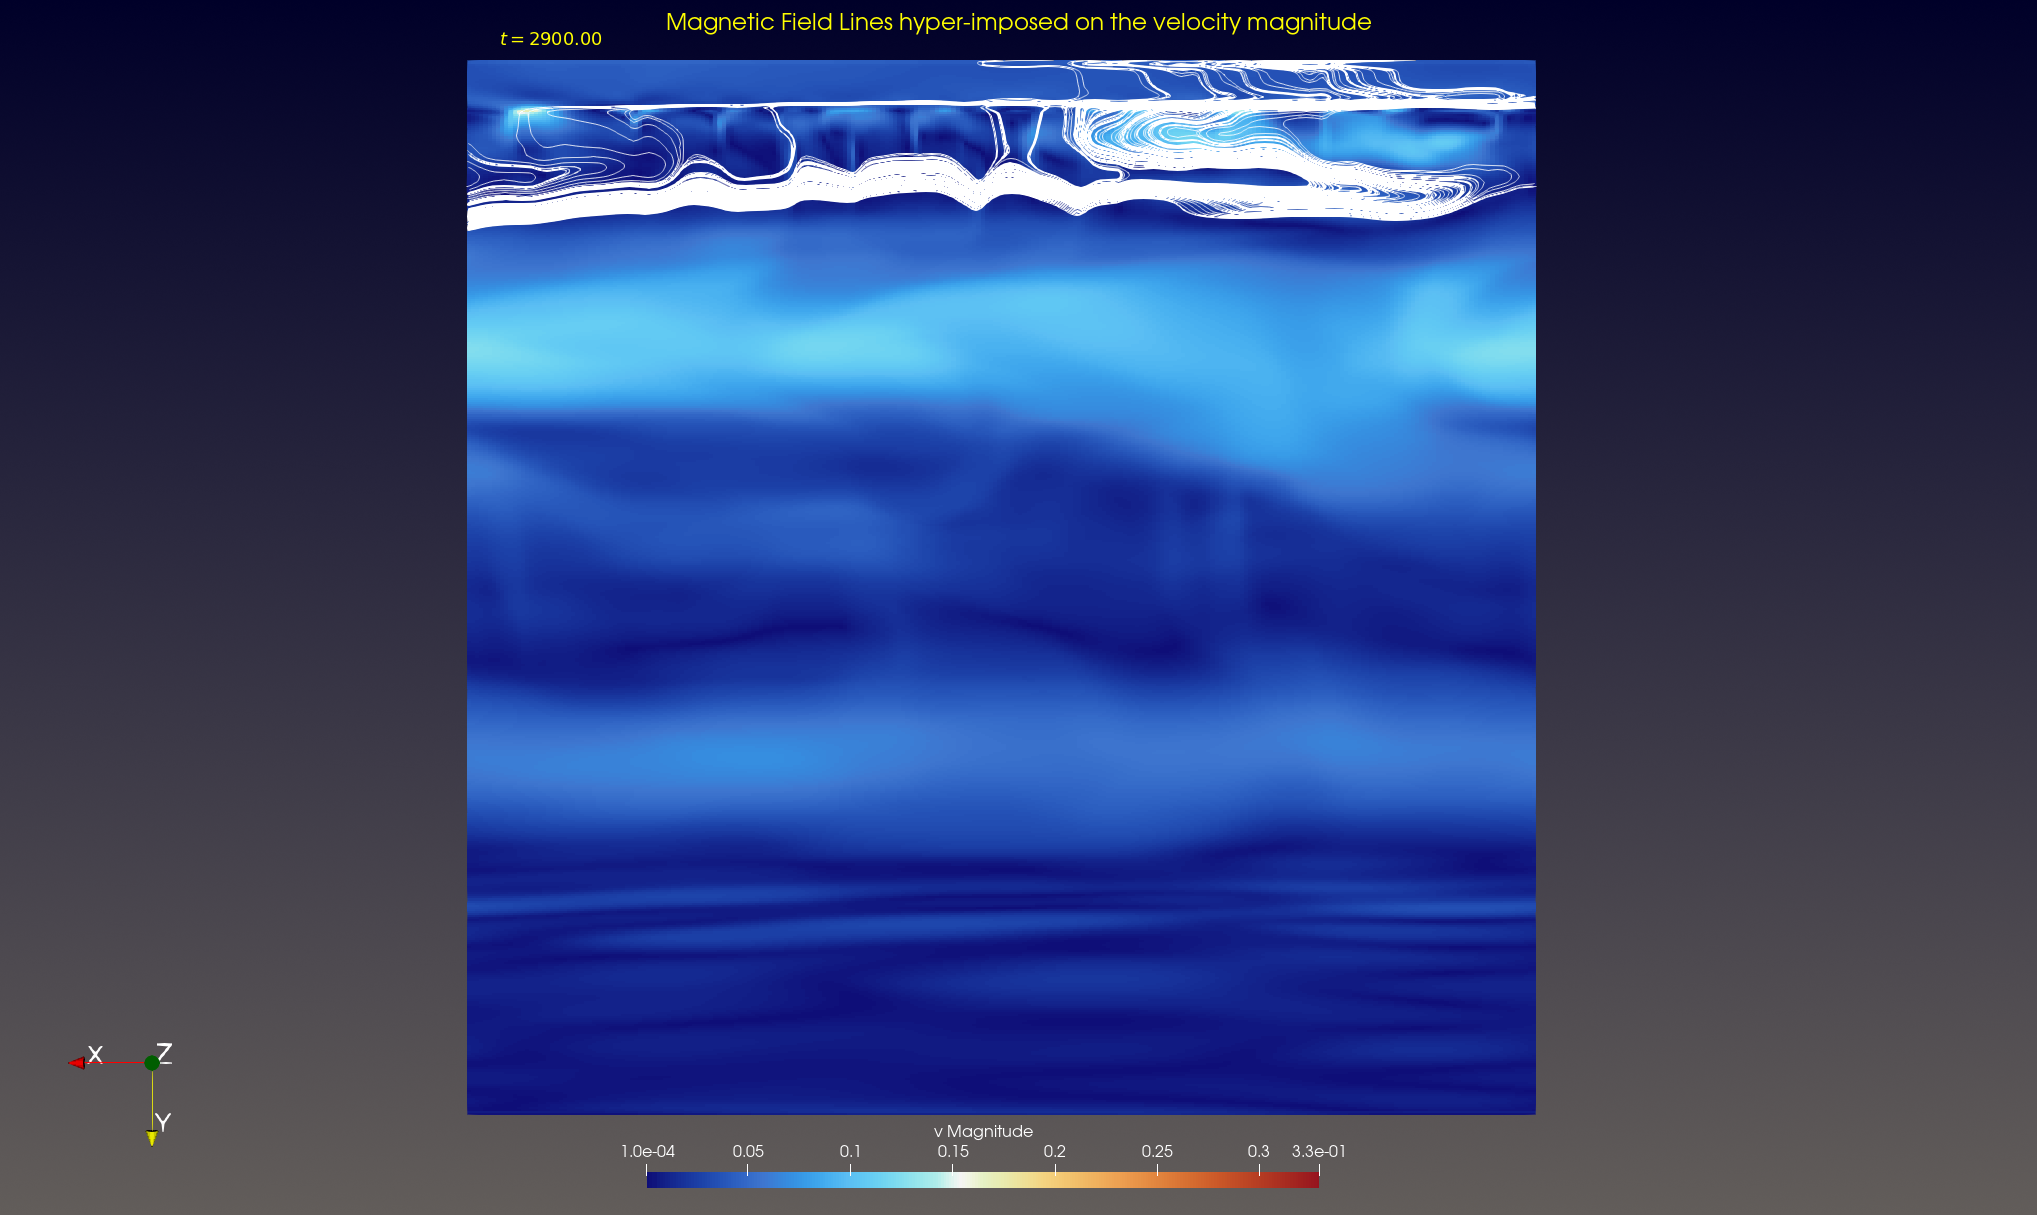 Magnetic Field Lines hyper-imposed on the velocity magnitude
t = 2900.00
X
Z
Y
v Magnitude
1.0e-04 0.05 0.1 0.15 0.2 0.25 0.3 3.3e-01